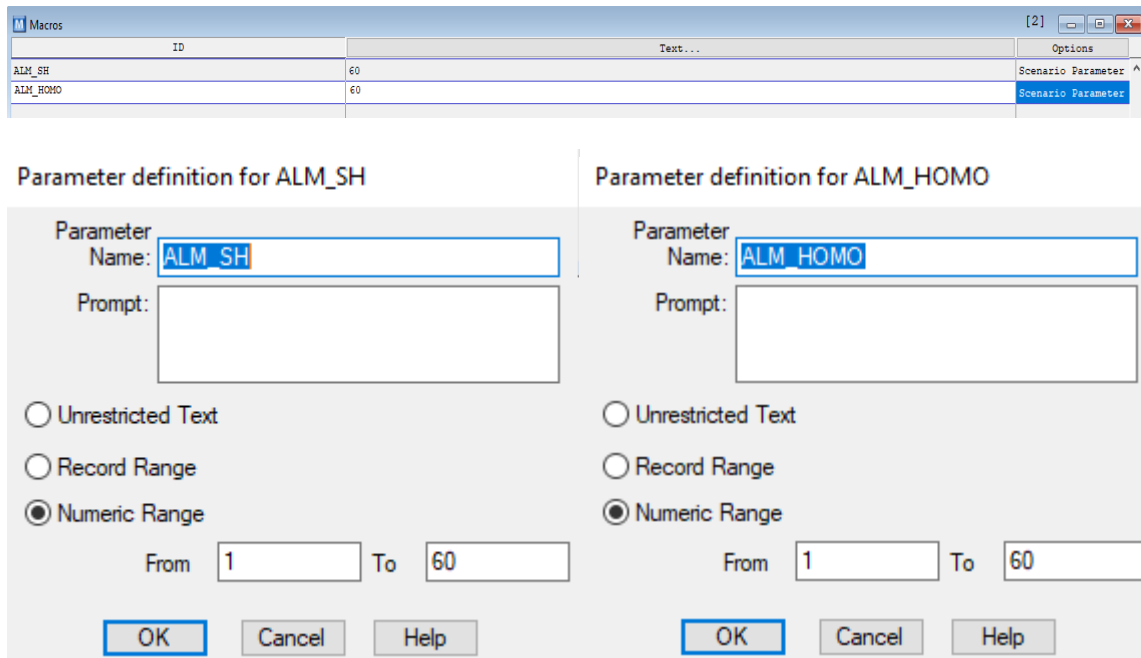 M Macros [2]
ID Text... Options
ALM_SH 60 Scenario Parameter
ALM_HOMO 60 Scenario Parameter
Parameter definition for ALM_SH
Parameter
Name: ALM_SH
Prompt:
Unrestricted Text
Record Range
Numeric Range
From 1 To 60
OK Cancel Help
Parameter definition for ALM_HOMO
Parameter
Name: ALM_HOMO
Prompt:
Unrestricted Text
Record Range
Numeric Range
From 1 To 60
OK Cancel Help